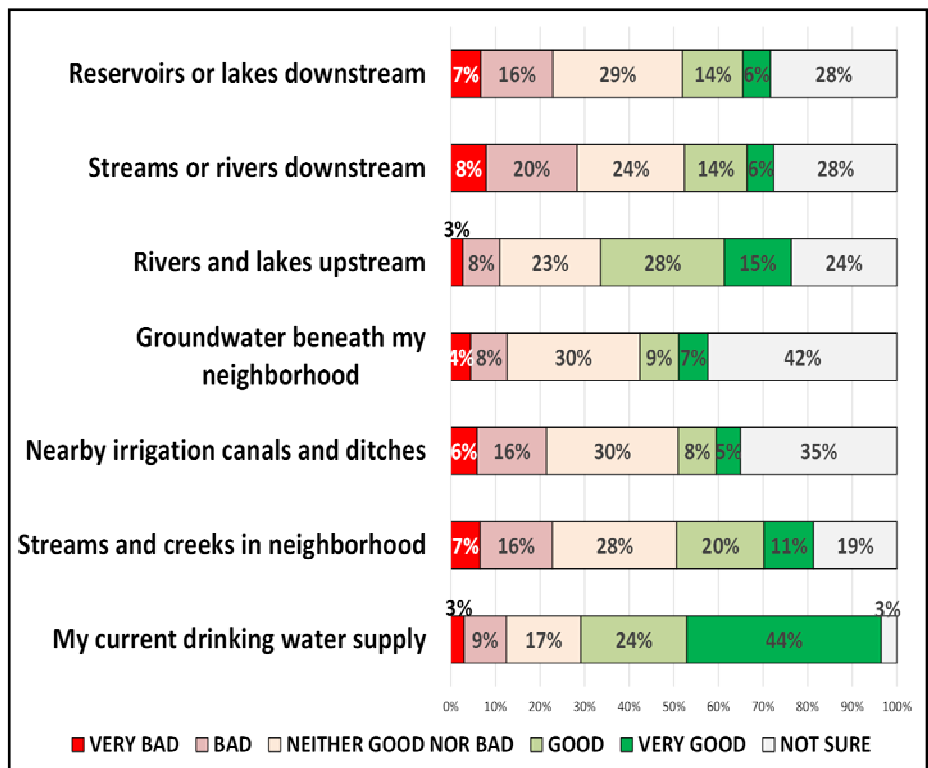 Reservoirs or lakes downstream 7% 16% 29% 14% 6% 28%
Streams or rivers downstream 8% 20% 24% 14% 6% 28%
3%
Rivers and lakes upstream 8% 23% 28% 15% 24%
Groundwater beneath my
neighborhood
4% 8% 30% 9% 7% 42%
Nearby irrigation canals and ditches 6% 16% 30% 8% 5% 35%
Streams and creeks in neighborhood 7% 16% 28% 20% 11% 19%
3% 3%
My current drinking water supply 9% 17% 24% 44%
0% 10% 20% 30% 40% 50% 60% 70% 80% 90% 100%
VERY BAD BAD NEITHER GOOD NOR BAD GOOD VERY GOOD NOT SURE